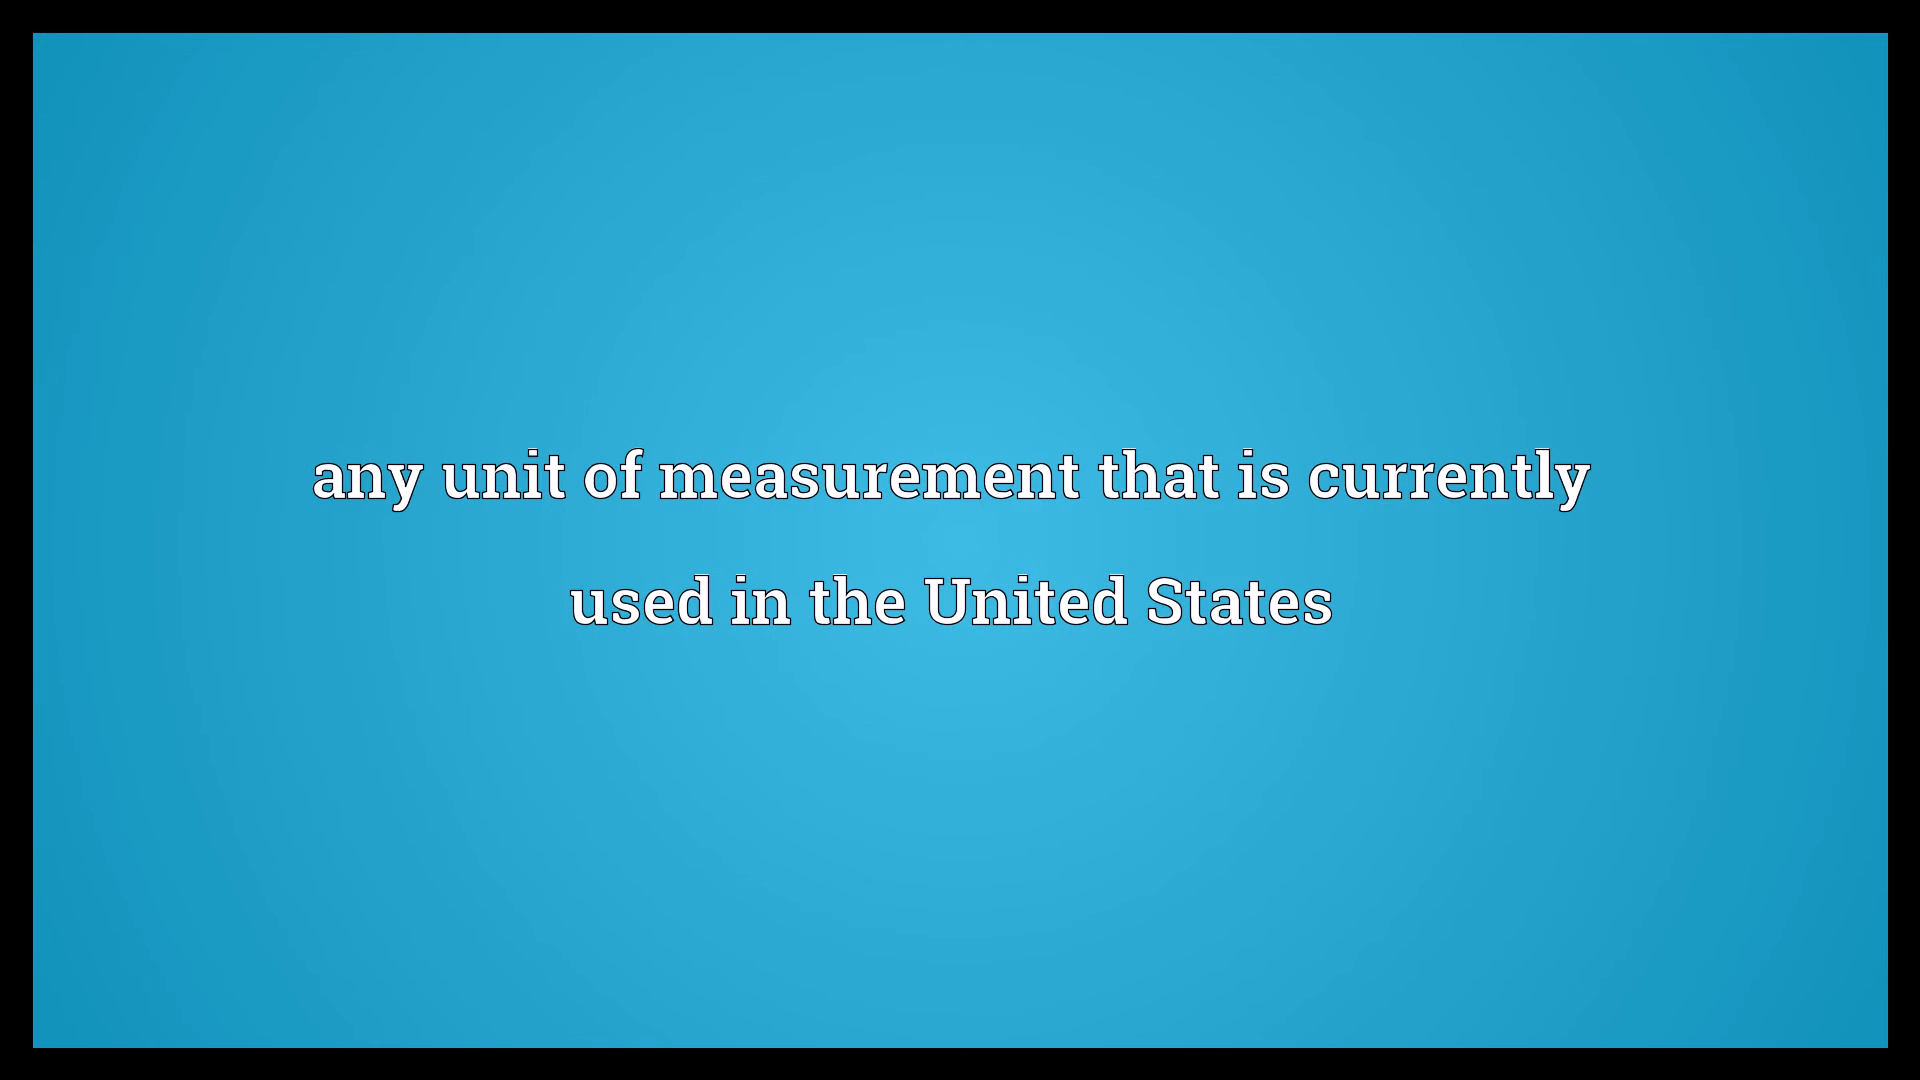 any unit of measurement that is currently
used in the United States